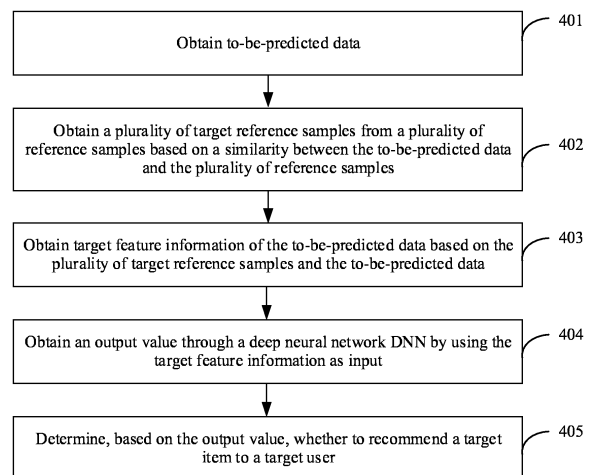 401
Obtain to-be-predicted data
Obtain a plurality of target reference samples from a plurality of
reference samples based on a similarity between the to-be-predicted data
and the plurality of reference samples
402
Obtain target feature information of the to-be-predicted data based on the
plurality of target reference samples and the to-be-predicted data
403
Obtain an output value through a deep neural network DNN by using the
target feature information as input
404
Determine, based on the output value, whether to recommend a target
item to a target user
405